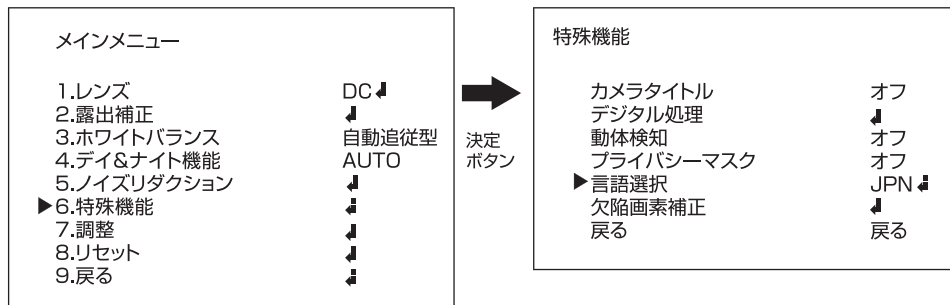 メインメニュー
1.レンズ DC↲
2.露出補正 ↲
3.ホワイトバランス 自動追従型
4.デイ&ナイト機能 AUTO
5.ノイズリダクション ↲
▶6.特殊機能 ↲
7.調整 ↲
8.リセット ↲
9.戻る ↲
決定
ボタン
特殊機能
カメラタイトル オフ
デジタル処理 ↲
動体検知 オフ
プライバシーマスク オフ
▶言語選択 JPN↲
欠陥画素補正 ↲
戻る 戻る